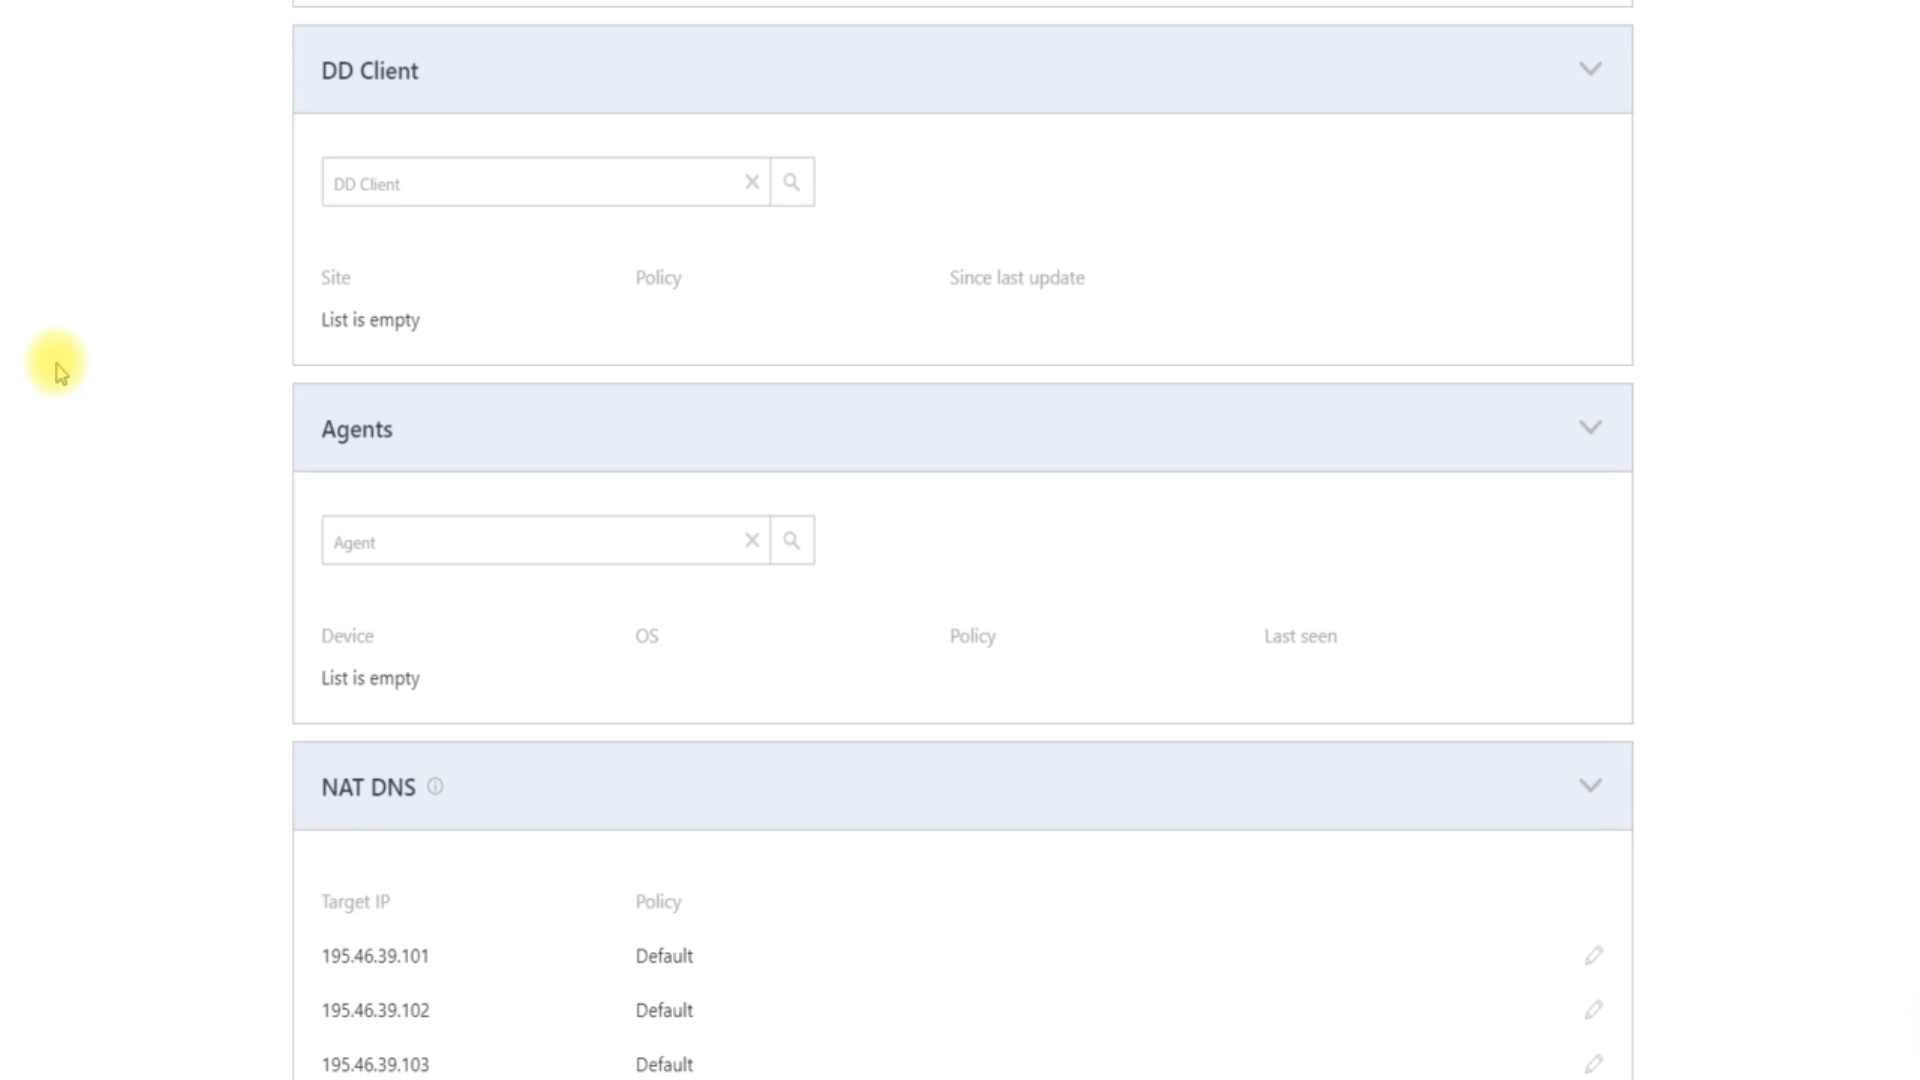 DD Client
DD Client
Site Policy Since last update
List is empty
Agents
Agent
Device OS Policy Last seen
List is empty
NAT DNS
Target IP Policy
195.46.39.101 Default
195.46.39.102 Default
195.46.39.103 Default